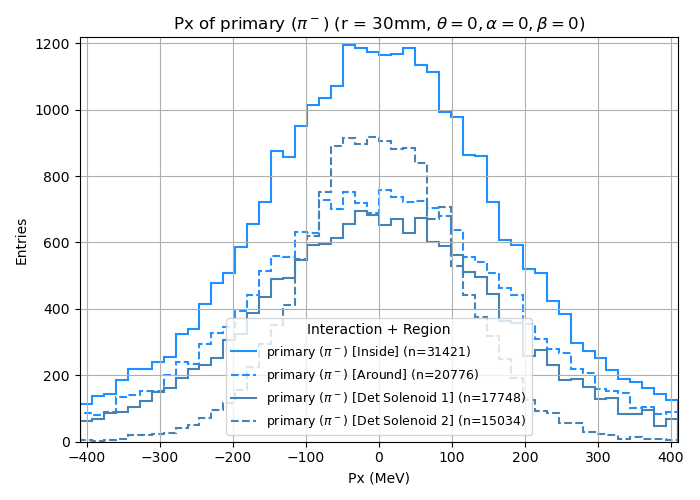 Px of primary (π⁻) (r = 30mm, θ = 0, α = 0, β = 0)
1200
1000
800
600
400
200
0
Entries
Interaction + Region
primary (π⁻) [Inside] (n=31421)
primary (π⁻) [Around] (n=20776)
primary (π⁻) [Det Solenoid 1] (n=17748)
primary (π⁻) [Det Solenoid 2] (n=15034)
−400 −300 −200 −100 0 100 200 300 400
Px (MeV)